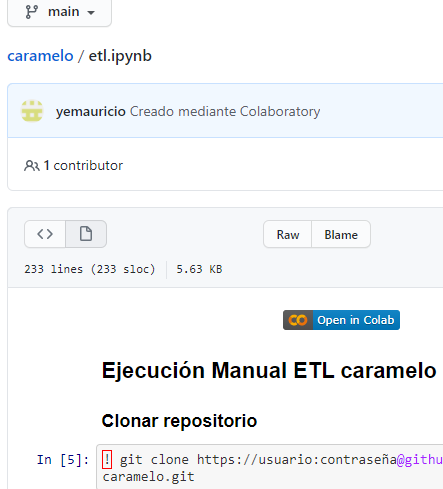 main
caramelo / etl.ipynb
yemauricio Creado mediante Colaboratory
1 contributor
Raw Blame
233 lines (233 sloc) 5.63 KB
Open in Colab
Ejecución Manual ETL caramelo
Clonar repositorio
In [5]: ! git clone https://usuario:contraseña@githu
caramelo.git